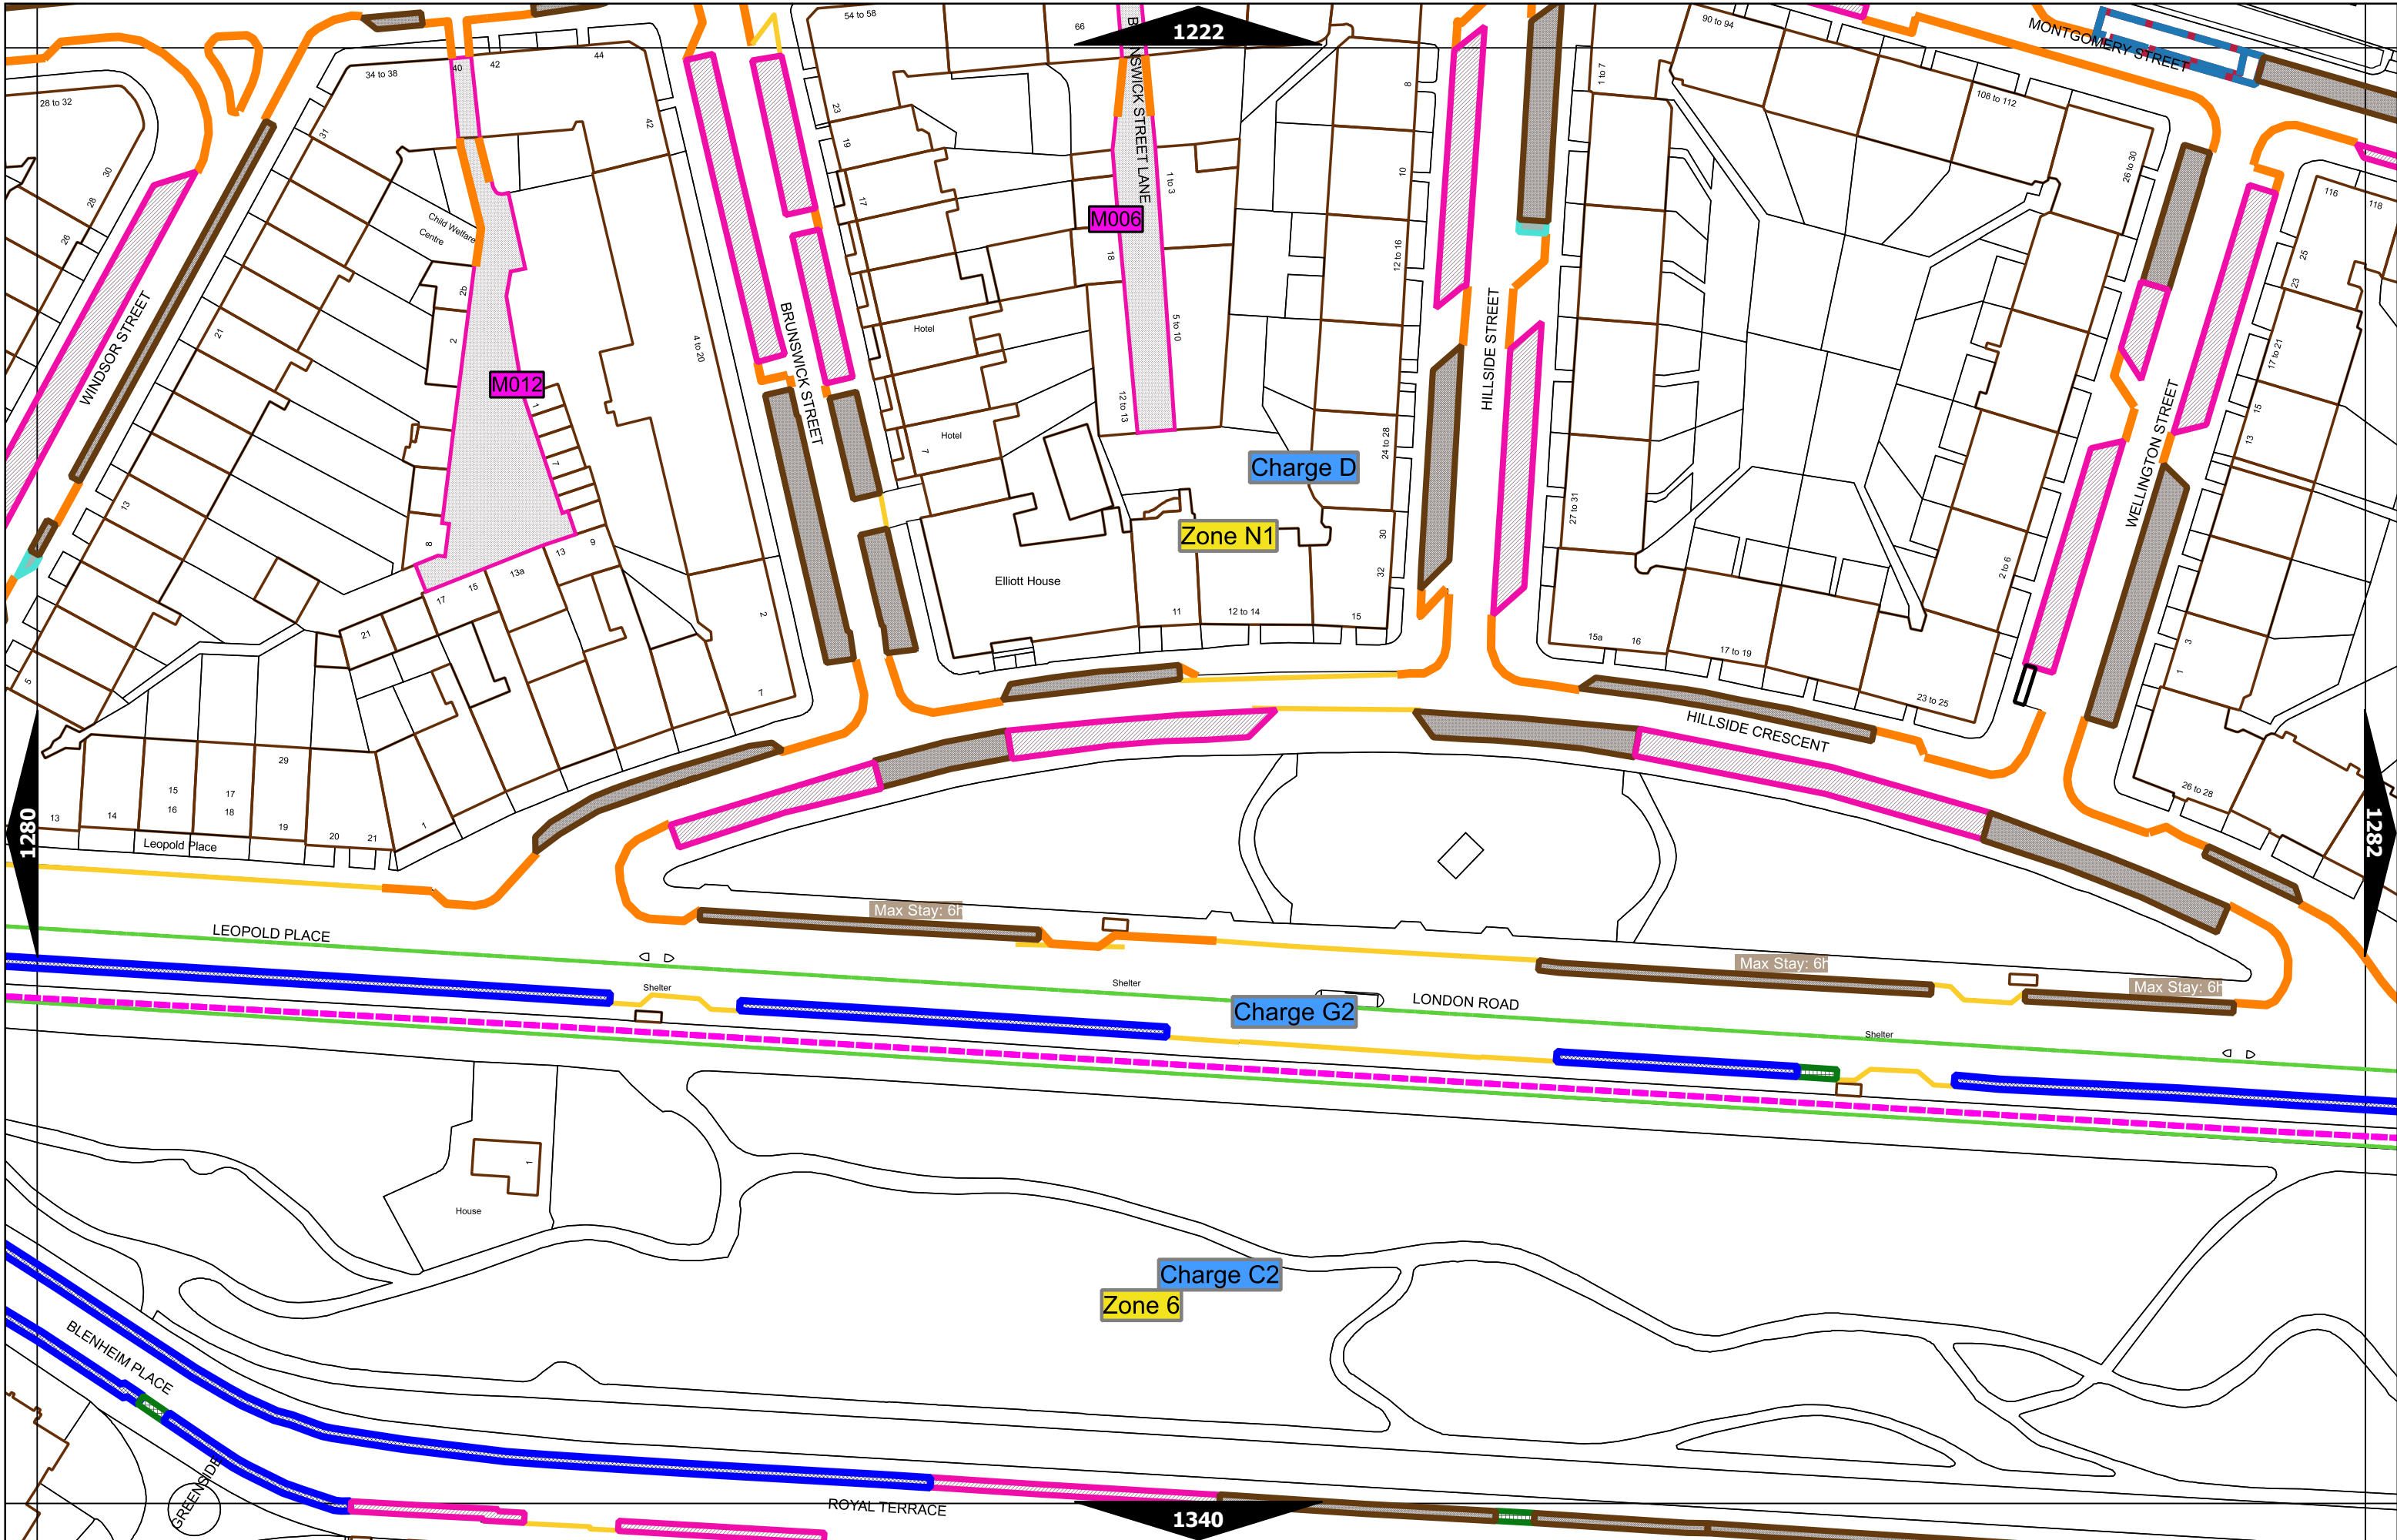 54 to 58
66
1222
90 to 94
MONTGOMERY STREET
28 to 32
34 to 38
40
42
44
42
31
23
19
17
8
1 to 7
108 to 112
26 to 30
116
118
30
28
26
Child Welfare
Centre
1 to 3
10
M006
18
12 to 16
25
23
WINDSOR STREET
21
2b
2
4 to 20
BRUNSWICK STREET
Hotel
5 to 10
HILLSIDE STREET
17 to 21
M012
1
7
12 to 13
Hotel
7
24 to 28
15
13
WELLINGTON STREET
Charge D
13
8
9
13
13a
15
17
21
Zone N1
30
32
27 to 31
Elliott House
11
12 to 14
15
15a
16
17 to 19
23 to 25
2 to 6
3
1
5
2
7
HILLSIDE CRESCENT
26 to 28
29
13
14
15
16
17
18
19
20
21
1
1280
1282
Leopold Place
LEOPOLD PLACE
Max Stay: 6h
Max Stay: 6h
Max Stay: 6h
Shelter
Shelter
Charge G2
LONDON ROAD
Shelter
1
House
Charge C2
Zone 6
BLENHEIM PLACE
GREENSIDE
ROYAL TERRACE
1340